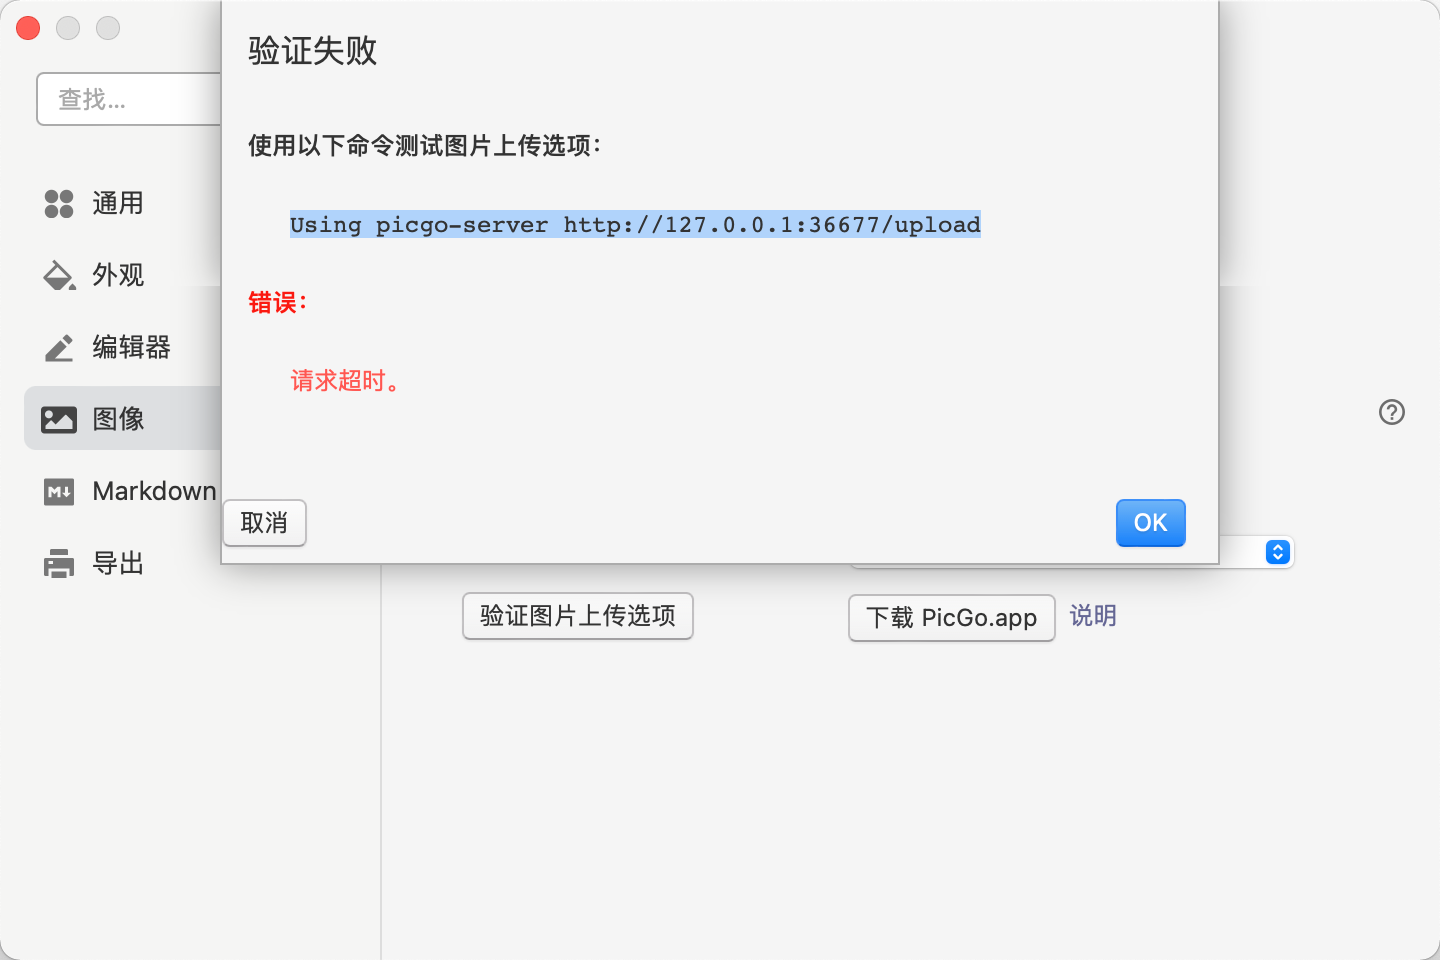 验证失败
查找...
使用以下命令测试图片上传选项：
通用
Using picgo-server http://127.0.0.1:36677/upload
外观
错误：
编辑器
请求超时。
图像
Markdown
取消
OK
导出
验证图片上传选项
下载 PicGo.app
说明